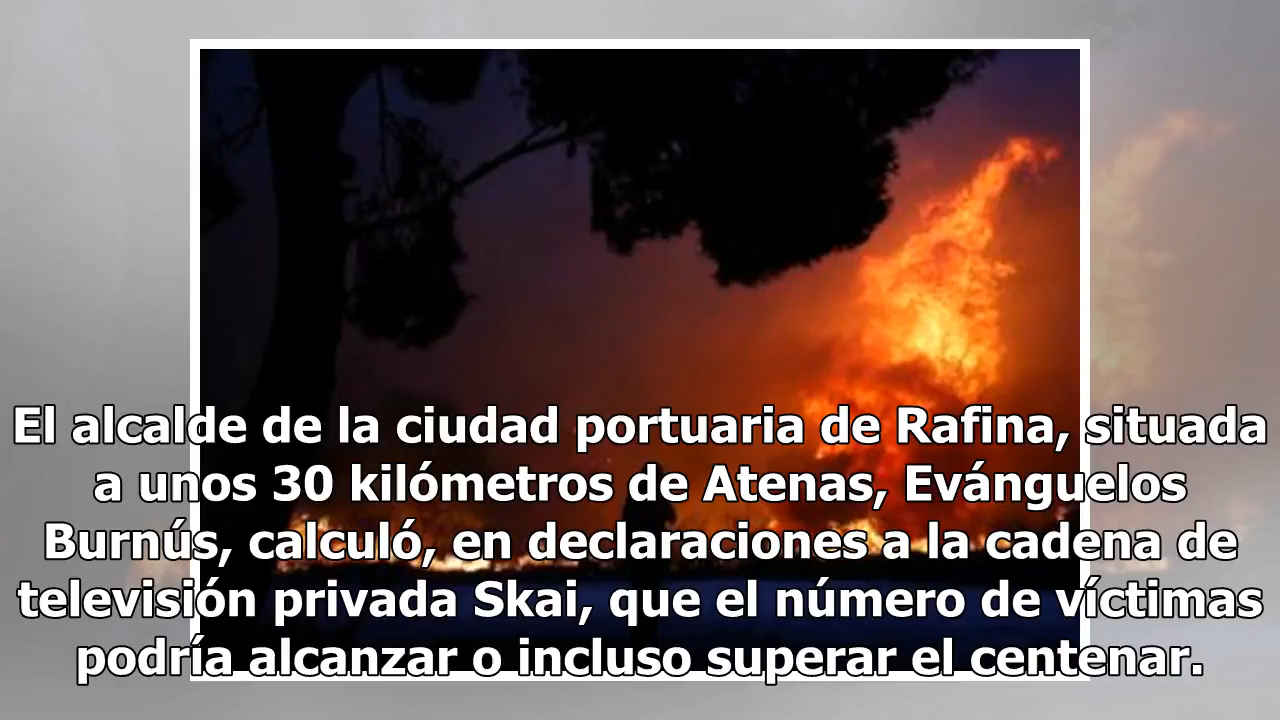 El alcalde de la ciudad portuaria de Rafina, situada
a unos 30 kilómetros de Atenas, Evánguelos
Burnús, calculó, en declaraciones a la cadena de
televisión privada Skai, que el número de víctimas
podría alcanzar o incluso superar el centenar.